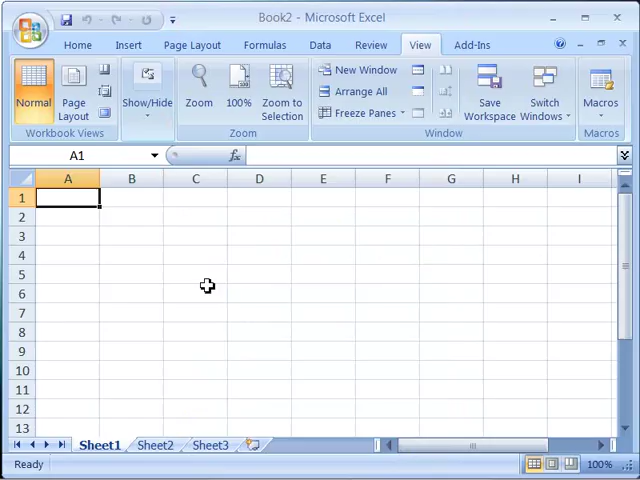 Book2 - Microsoft Excel
Home Insert Page Layout Formulas Data Review View Add-Ins
Normal Page Layout Show/Hide Zoom 100% Zoom to Selection New Window Arrange All Freeze Panes Save Workspace Switch Windows Macros
Workbook Views Zoom Window Macros
A1 fx
A B C D E F G H I
1
2
3
4
5
6
7
8
9
10
11
12
13
Sheet1 Sheet2 Sheet3
Ready 100%